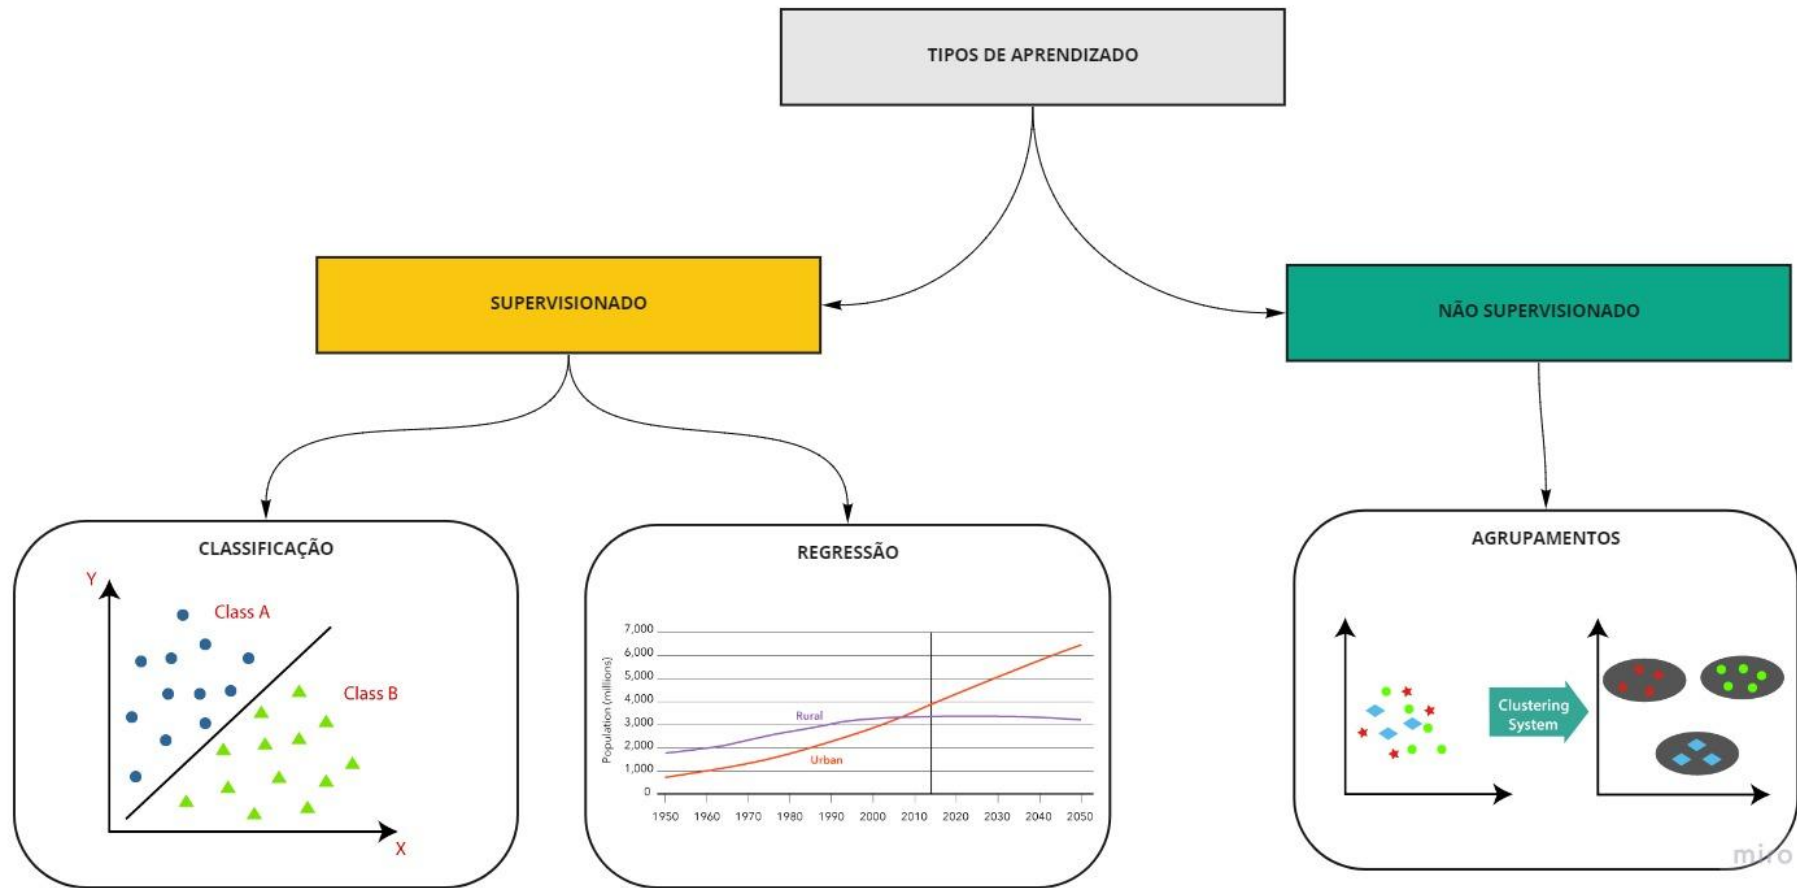 TIPOS DE APRENDIZADO
SUPERVISIONADO
NÃO SUPERVISIONADO
CLASSIFICAÇÃO
Y
Class A
Class B
X
REGRESSÃO
Population (millions)
7,000
6,000
5,000
4,000
3,000
2,000
1,000
0
Rural
Urban
1950 1960 1970 1980 1990 2000 2010 2020 2030 2040 2050
AGRUPAMENTOS
Clustering
System
miro